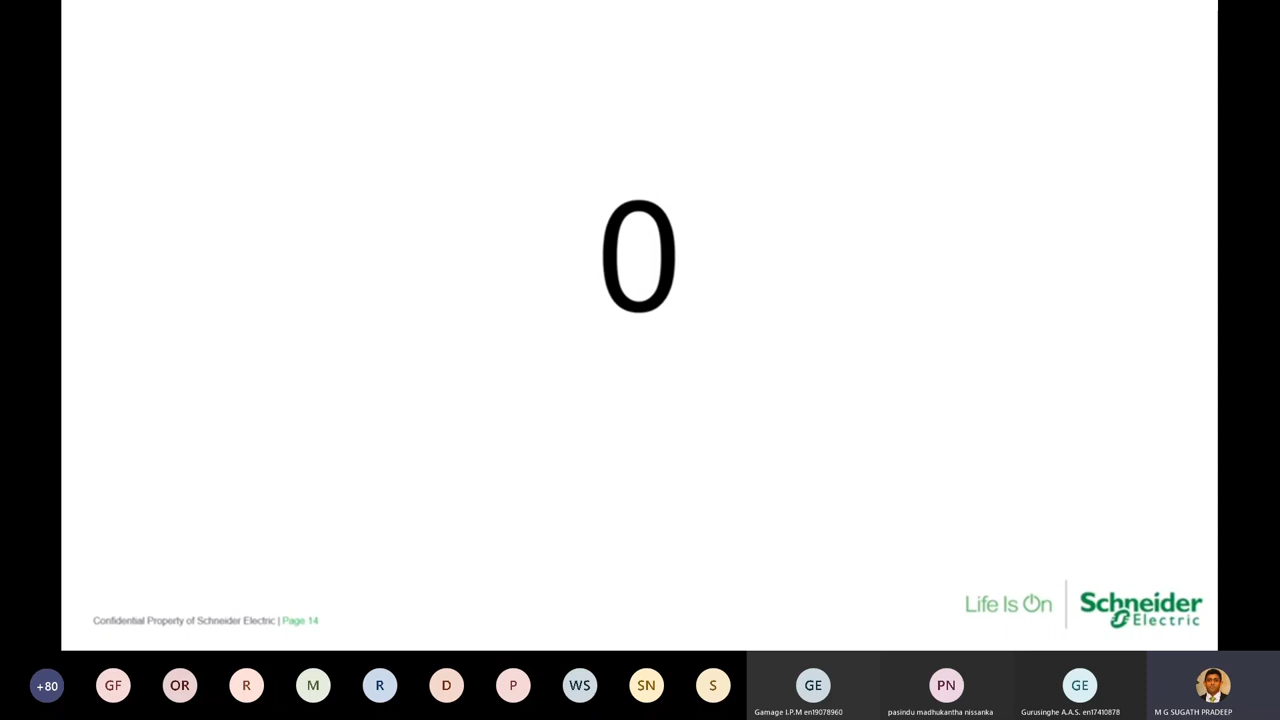 0
Confidential Property of Schneider Electric | Page 14
Life Is On
Schneider
Electric
+80
GF
OR
R
M
R
D
P
WS
SN
S
GE
PN
GE
Gamage I.P.M en19078960
pasindu madhukantha nissanka
Gurusinghe A.A.S. en17410878
M G SUGATH PRADEEP